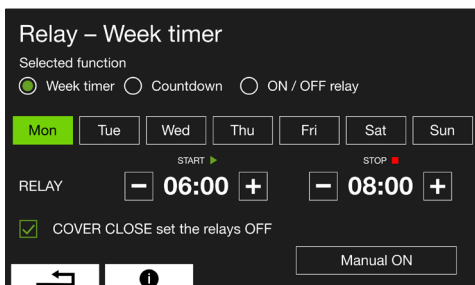 Relay – Week timer
Selected function
Week timer Countdown ON / OFF relay
Mon Tue Wed Thu Fri Sat Sun
START STOP
RELAY − 06:00 + − 08:00 +
COVER CLOSE set the relays OFF
Manual ON
i